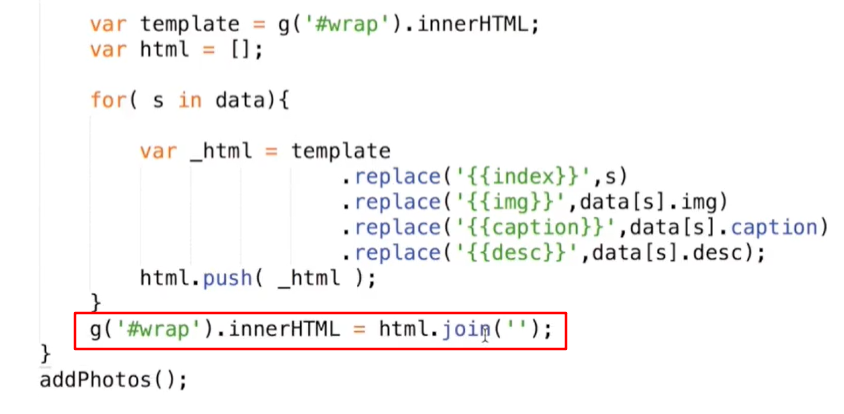 var template = g('#wrap').innerHTML;
var html = [];
for( s in data){
var _html = template
.replace('{{index}}',s)
.replace('{{img}}',data[s].img)
.replace('{{caption}}',data[s].caption)
.replace('{{desc}}',data[s].desc);
html.push( _html );
}
g('#wrap').innerHTML = html.join('');
}
addPhotos();